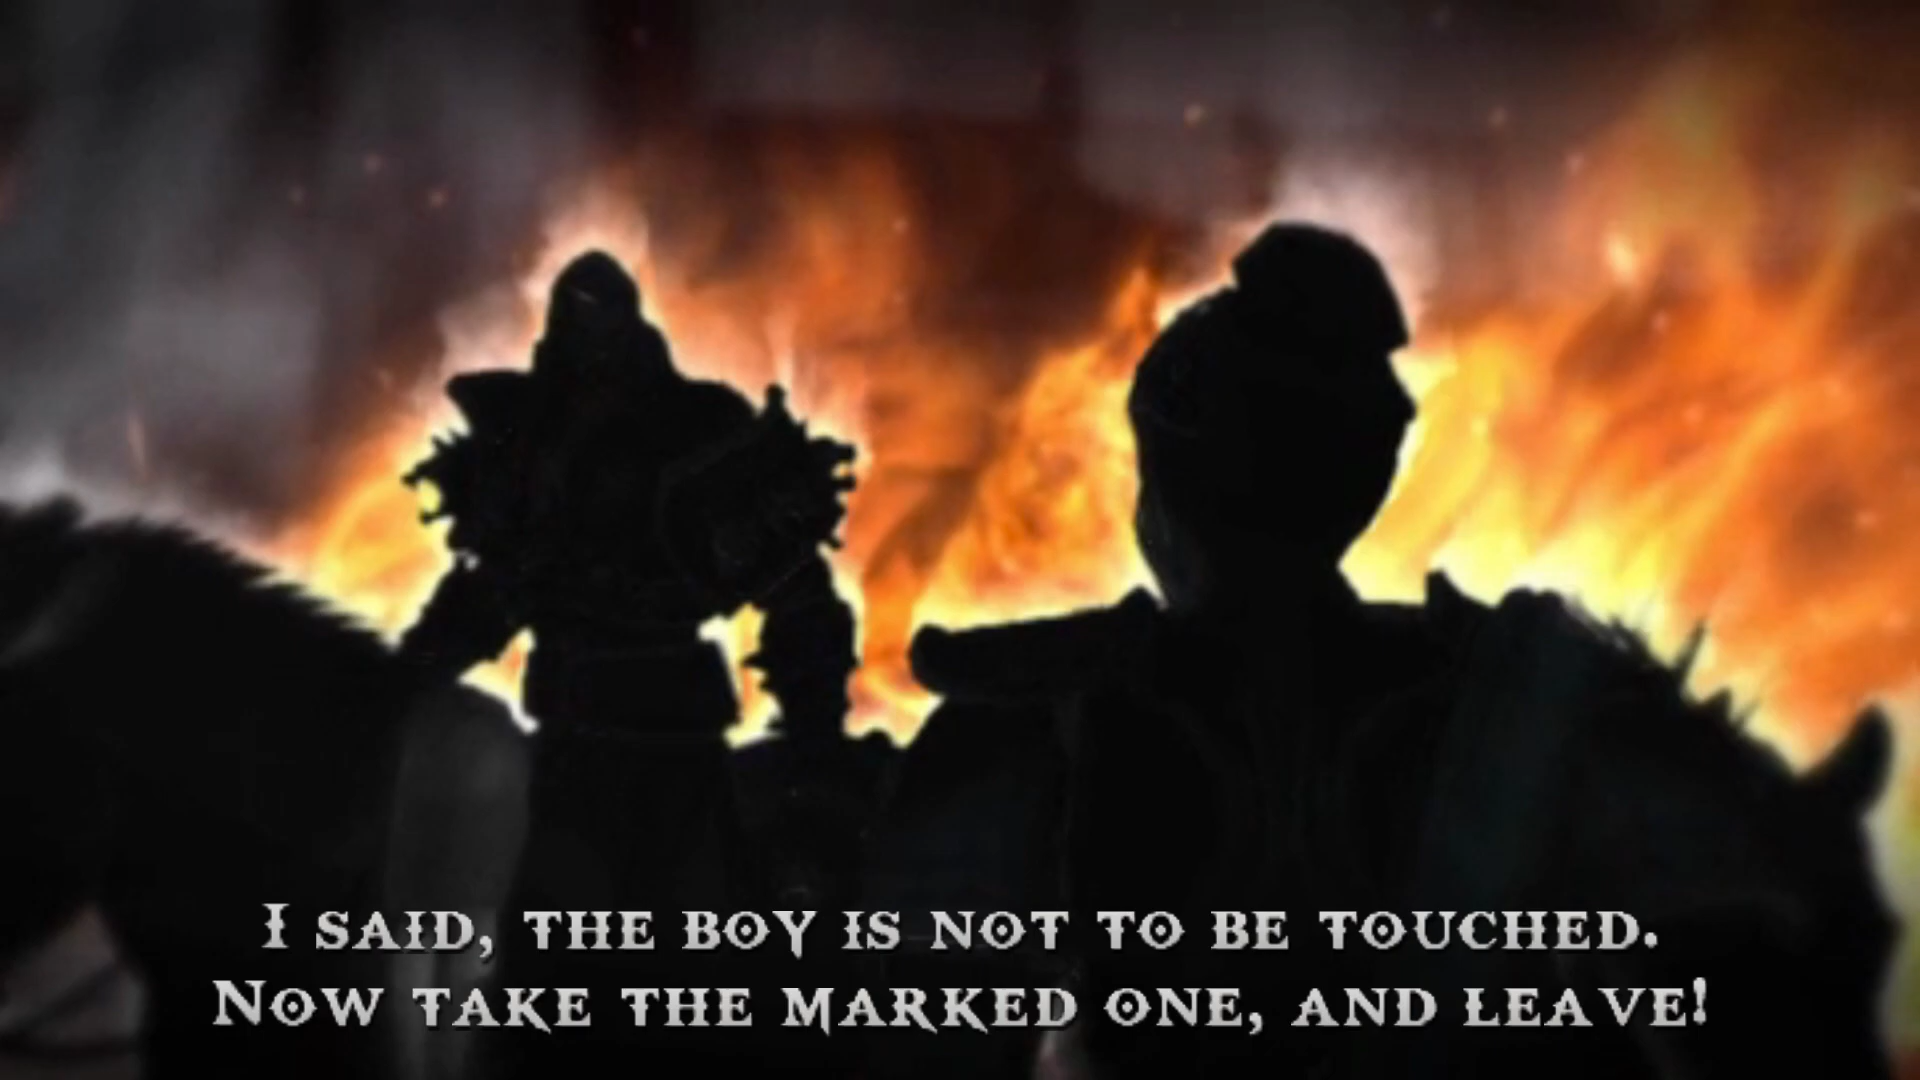 I said, the boy is not to be touched.
Now take the marked one, and leave!